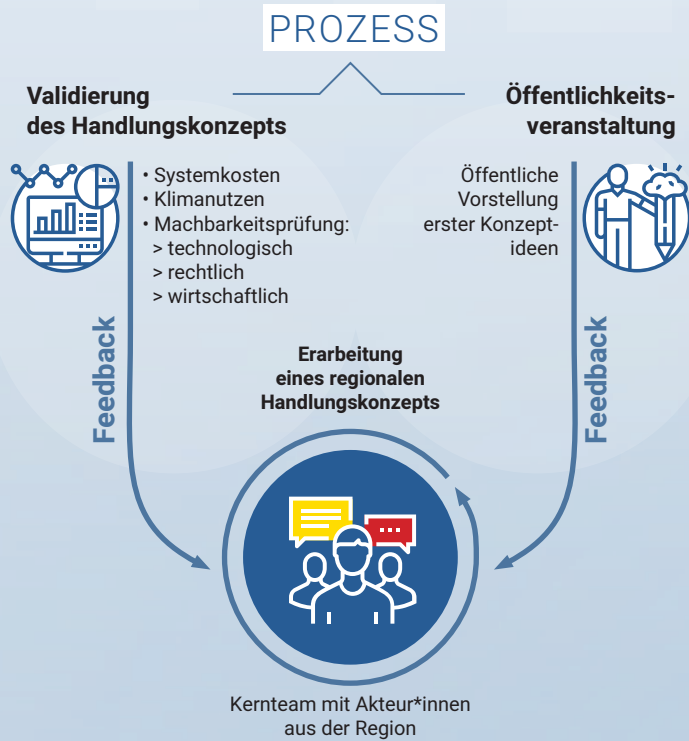 PROZESS
Validierung
des Handlungskonzepts
• Systemkosten
• Klimanutzen
• Machbarkeitsprüfung:
> technologisch
> rechtlich
> wirtschaftlich
Feedback
Öffentlichkeits-
veranstaltung
Öffentliche
Vorstellung
erster Konzept-
ideen
Feedback
Erarbeitung
eines regionalen
Handlungskonzepts
Kernteam mit Akteur*innen
aus der Region